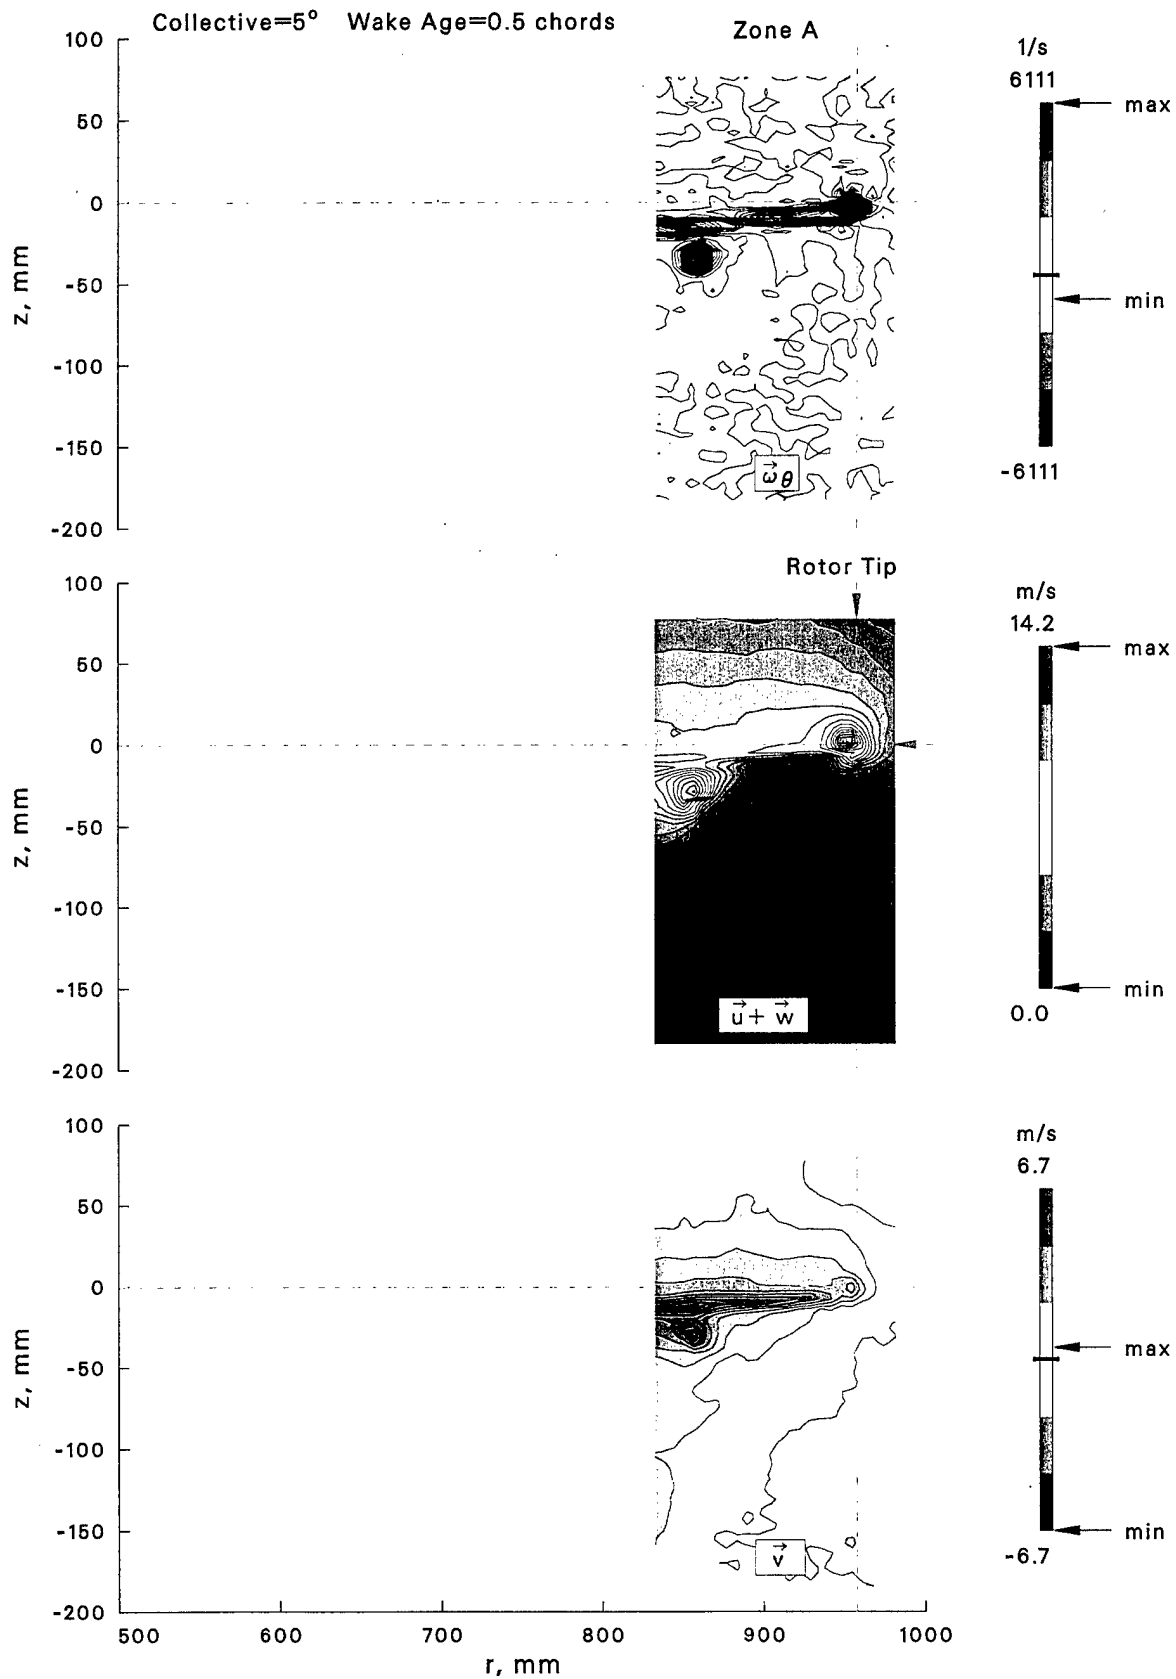 Collective=5° Wake Age=0.5 chords
Zone A
100
50
0
-50
-100
-150
-200
z, mm
1/s
6111
max
min
-6111
ω⃗θ
Rotor Tip
100
50
0
-50
-100
-150
-200
z, mm
m/s
14.2
max
min
0.0
u⃗ + w⃗
100
50
0
-50
-100
-150
-200
z, mm
m/s
6.7
max
min
-6.7
v⃗
500 600 700 800 900 1000
r, mm